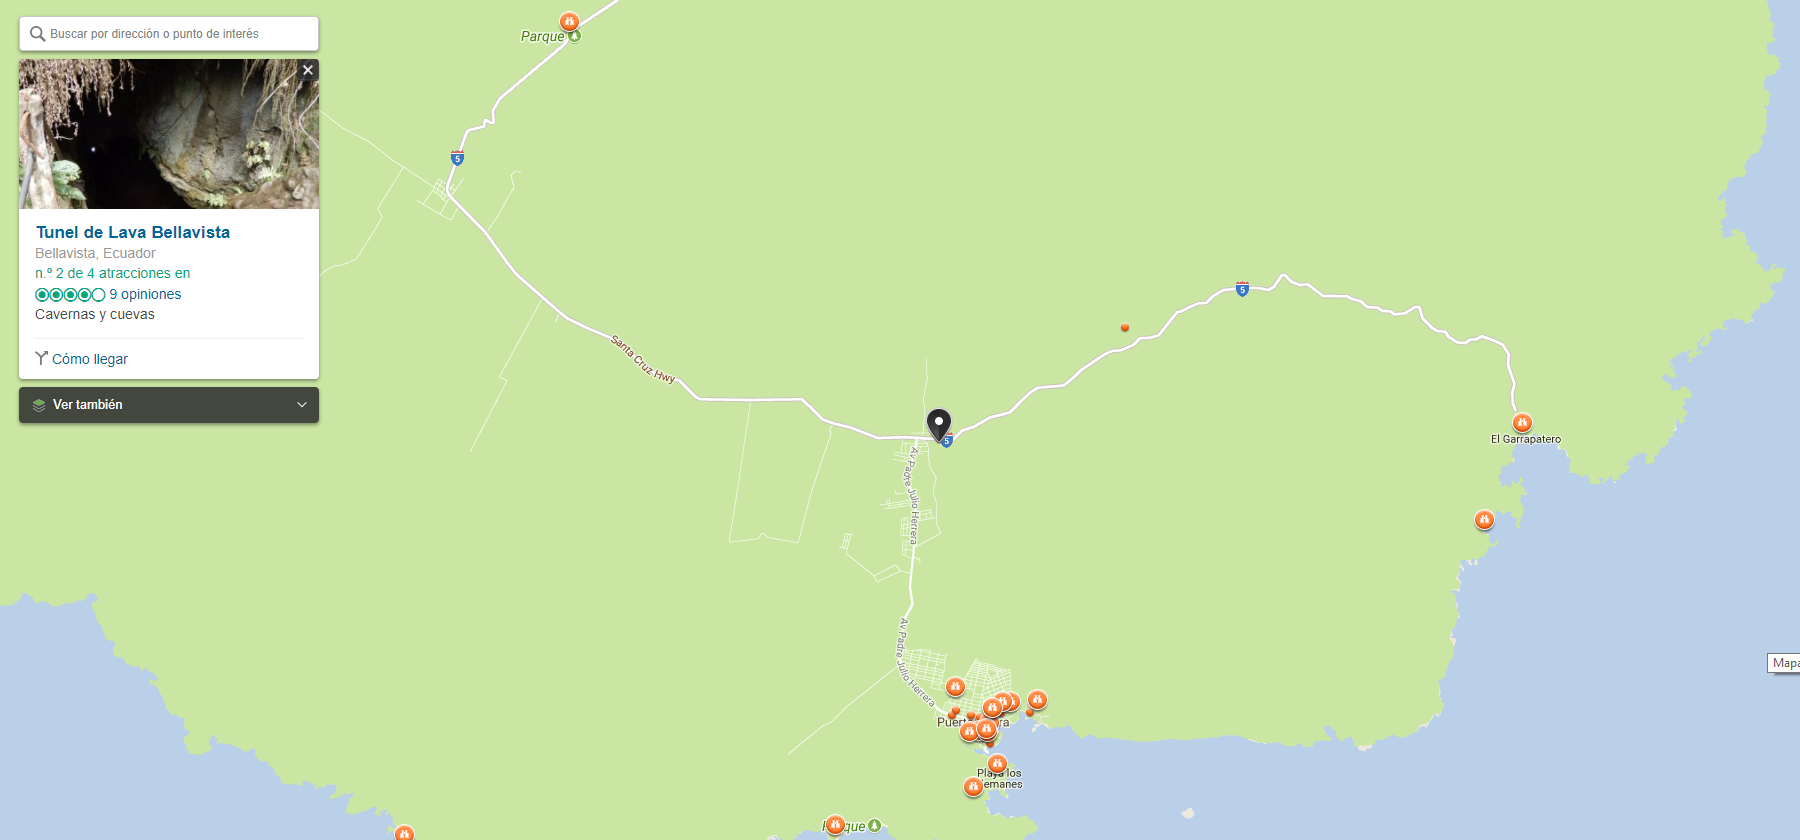 Buscar por dirección o punto de interés
Tunel de Lava Bellavista
Bellavista, Ecuador
n.º 2 de 4 atracciones en
9 opiniones
Cavernas y cuevas
Cómo llegar
Ver también
Parque
5
Santa Cruz Hwy
5
5
El Garrapatero
Av Padre Julio Herrera
Av Padre Julio Herrera
Mapa
Playa los